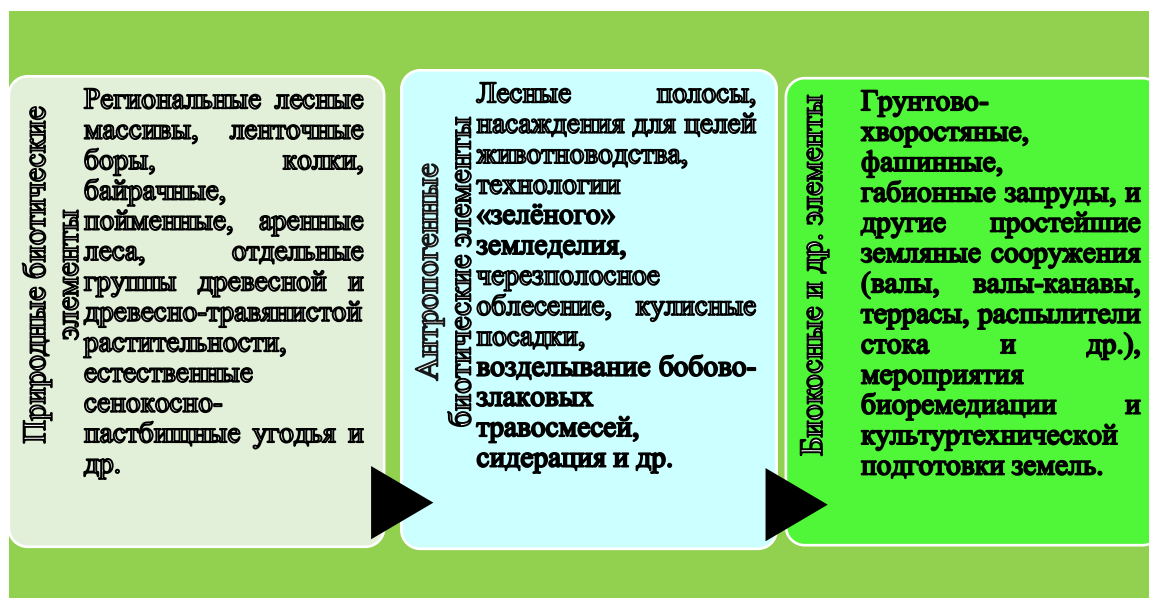 Природные биотические
элементы
Региональные лесные
массивы, ленточные
боры, колки,
байрачные,
пойменные, аренные
леса, отдельные
группы древесной и
древесно-травянистой
растительности,
естественные
сенокосно-
пастбищные угодья и
др.
Антропогенные
биотические элементы
Лесные полосы,
насаждения для целей
животноводства,
технологии
«зелёного»
земледелия,
черезполосное
облесение, кулисные
посадки,
возделывание бобово-
злаковых
травосмесей,
сидерация и др.
Биокосные и др. элементы
Грунтово-
хворостяные,
фашинные,
габионные запруды, и
другие простейшие
земляные сооружения
(валы, валы-канавы,
террасы, распылители
стока и др.),
мероприятия
биоремедиации и
культуртехнической
подготовки земель.